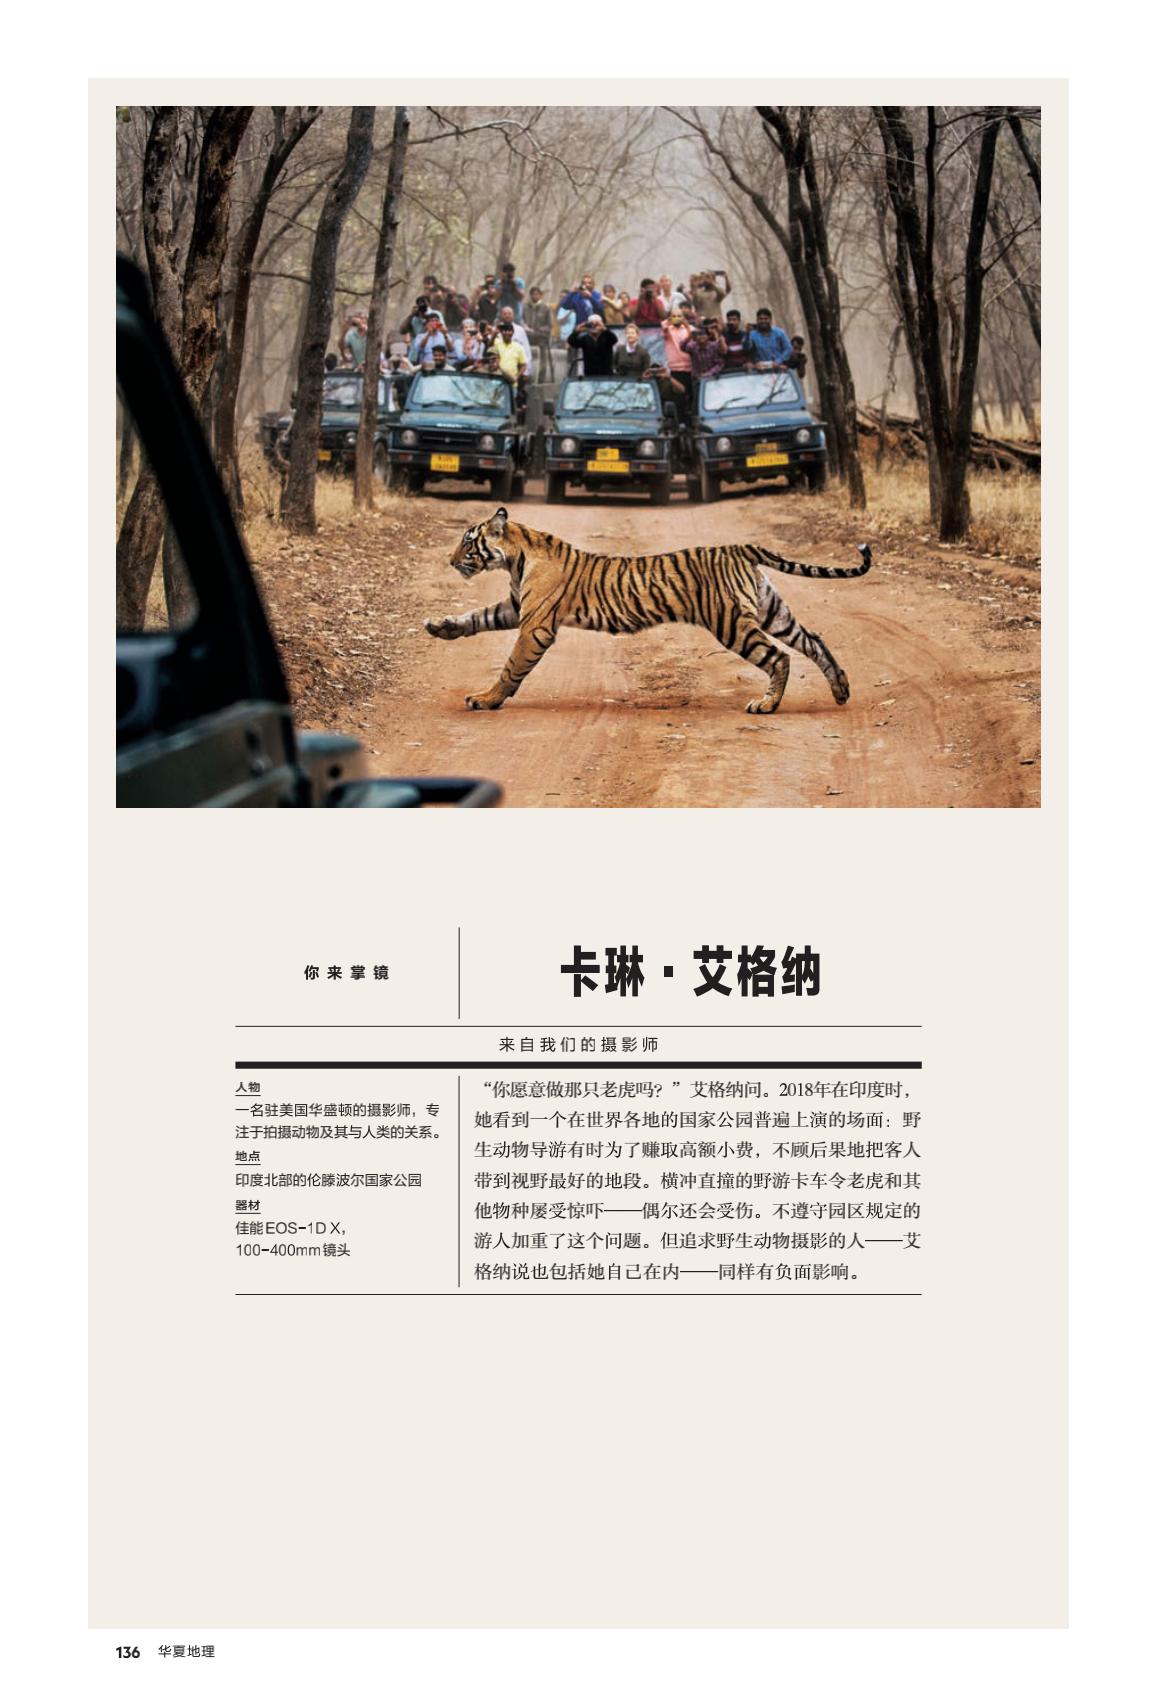 你来掌镜
卡琳·艾格纳
来自我们的摄影师
人物
一名驻美国华盛顿的摄影师，专
注于拍摄动物及其与人类的关系。
地点
印度北部的伦滕波尔国家公园
器材
佳能EOS-1D X，
100-400mm镜头
“你愿意做那只老虎吗？”艾格纳问。2018年在印度时，
她看到一个在世界各地的国家公园普遍上演的场面：野
生动物导游有时为了赚取高额小费，不顾后果地把客人
带到视野最好的地段。横冲直撞的野游卡车令老虎和其
他物种屡受惊吓——偶尔还会受伤。不遵守园区规定的
游人加重了这个问题。但追求野生动物摄影的人——艾
格纳说也包括她自己在内——同样有负面影响。
136 华夏地理